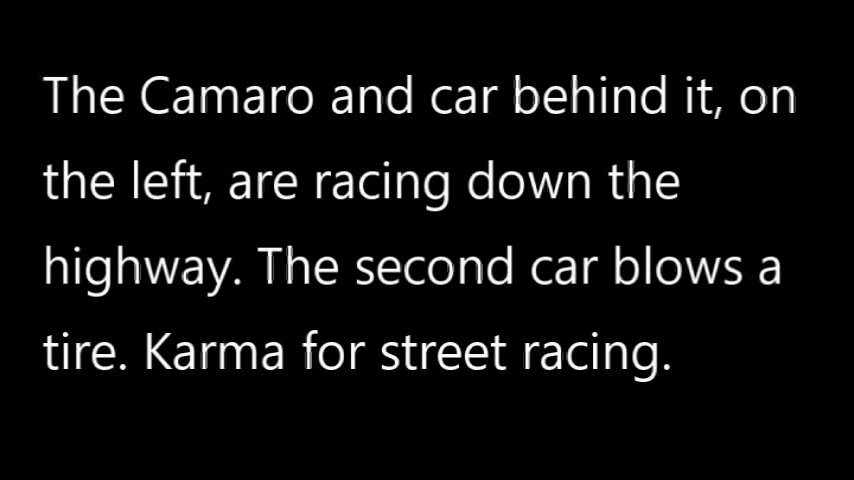 The Camaro and car behind it, on
the left, are racing down the
highway. The second car blows a
tire. Karma for street racing.